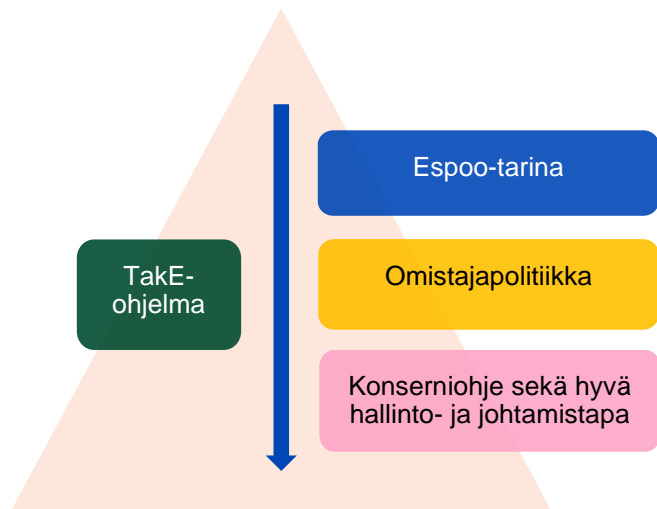 Espoo-tarina
TakE-
ohjelma
Omistajapolitiikka
Konserniohje sekä hyvä
hallinto- ja johtamistapa